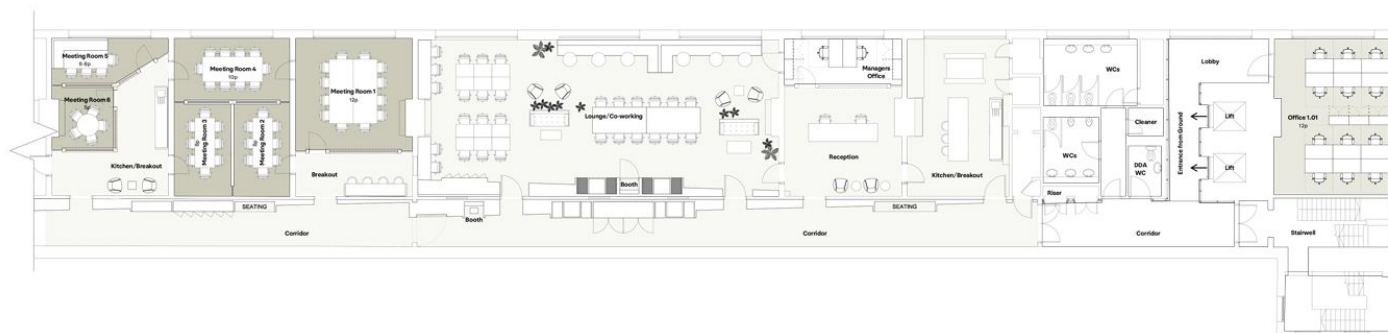 Meeting Room 5
6-8p
Meeting Room 6
Kitchen/Breakout
Meeting Room 4
10p
Meeting Room 3
8p
Meeting Room 2
8p
SEATING
Meeting Room 1
12p
Breakout
Corridor
Lounge/Co-working
Booth
Booth
Managers
Office
Reception
Kitchen/Breakout
SEATING
Corridor
WCs
WCs
Cleaner
DDA
WC
Riser
Corridor
Lobby
Entrance from Ground
Lift
Lift
Office 1.01
12p
Stairwell